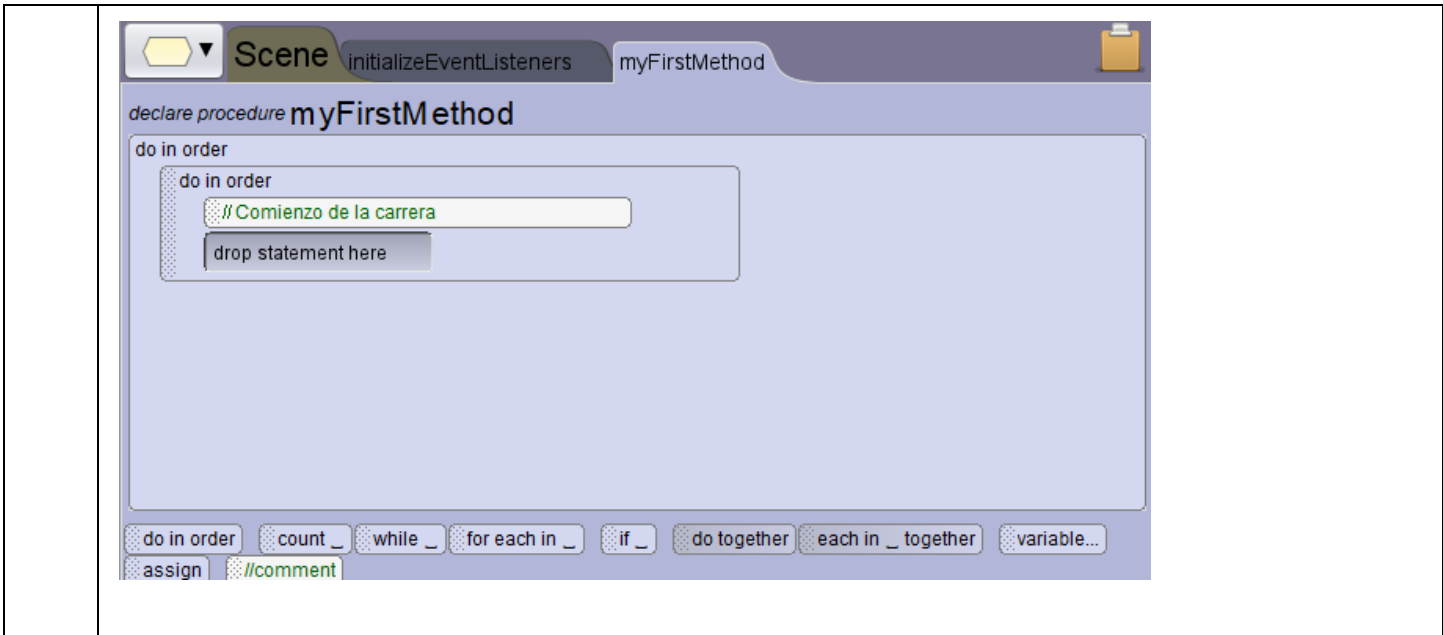 Scene initializeEventListeners myFirstMethod
declare procedure myFirstMethod
do in order
do in order
// Comienzo de la carrera
drop statement here
do in order count _ while _ for each in _ if _ do together each in _ together variable...
assign //comment